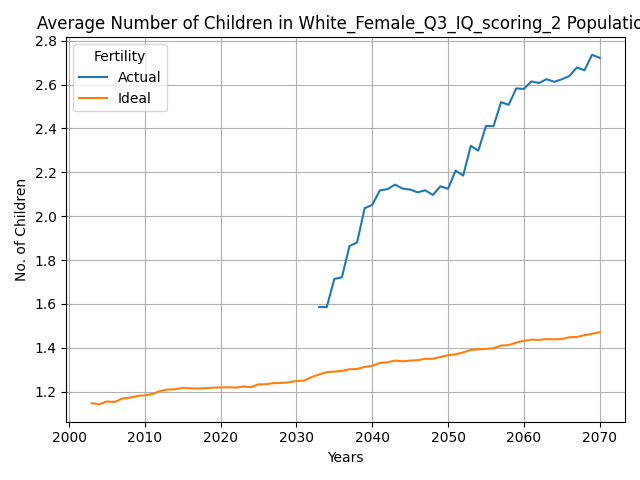 Average Number of Children in White_Female_Q3_IQ_scoring_2 Populatio
Fertility
Actual
Ideal
No. of Children
2.8
2.6
2.4
2.2
2.0
1.8
1.6
1.4
1.2
2000 2010 2020 2030 2040 2050 2060 2070
Years